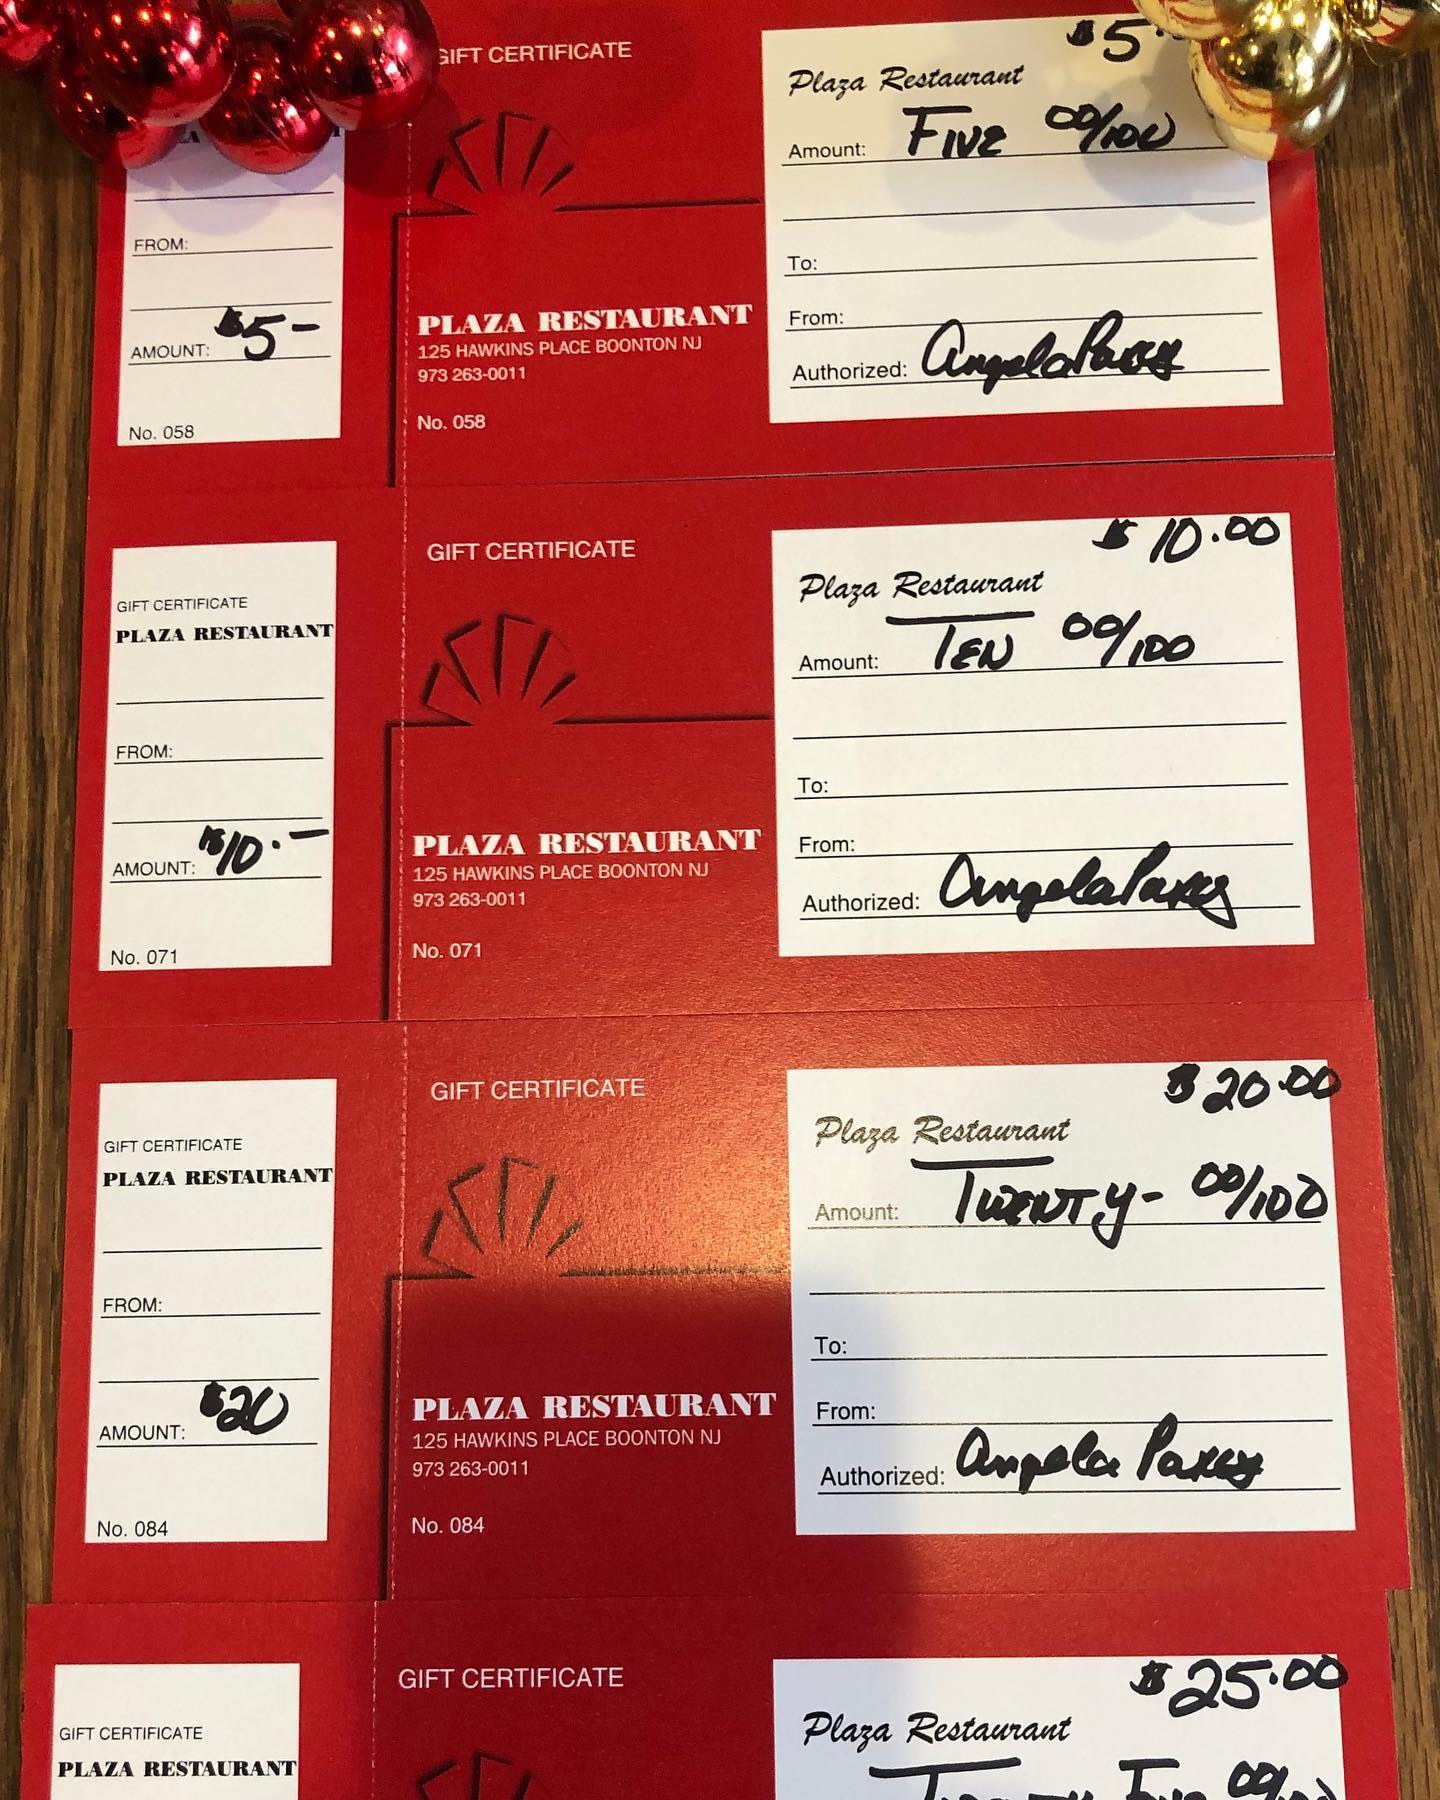 GIFT CERTIFICATE
FROM:
AMOUNT: $5-
No. 058
PLAZA RESTAURANT
125 HAWKINS PLACE BOONTON NJ
973 263-0011
No. 058
$5.
Plaza Restaurant
Amount: FIVE 00/100
To:
From:
Authorized: Angela
GIFT CERTIFICATE
PLAZA RESTAURANT
FROM:
AMOUNT: $10.-
No. 071
GIFT CERTIFICATE
PLAZA RESTAURANT
125 HAWKINS PLACE BOONTON NJ
973 263-0011
No. 071
$10.00
Plaza Restaurant
Amount: TEN 00/100
To:
From:
Authorized: Angela
GIFT CERTIFICATE
PLAZA RESTAURANT
FROM:
AMOUNT: $20
No. 084
GIFT CERTIFICATE
PLAZA RESTAURANT
125 HAWKINS PLACE BOONTON NJ
973 263-0011
No. 084
$20.00
Plaza Restaurant
Amount: TWENTY- 00/100
To:
From:
Authorized: Angela
GIFT CERTIFICATE
PLAZA RESTAURANT
GIFT CERTIFICATE
$25.00
Plaza Restaurant